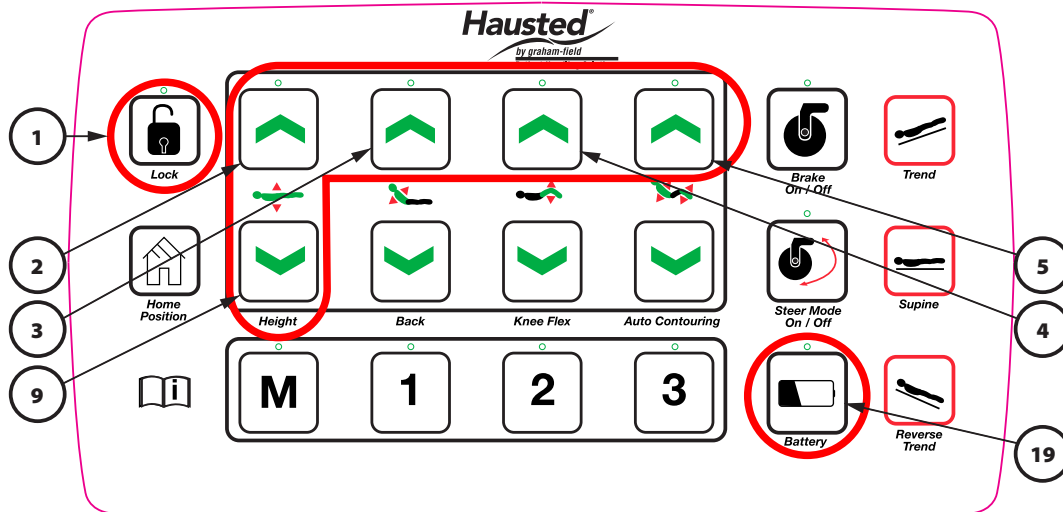 Hausted®
by graham-field
1
Lock
Brake
On / Off
Trend
2
3
9
Home
Position
Height
Back
Knee Flex
Auto Contouring
Steer Mode
On / Off
Supine
5
4
i
M
1
2
3
Battery
Reverse
Trend
19